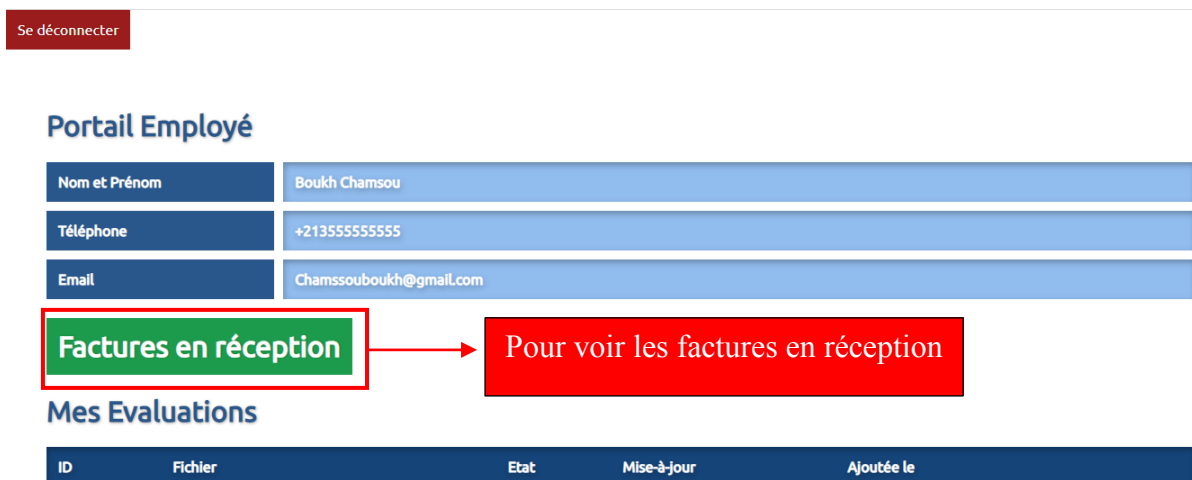 Se déconnecter
Portail Employé
Nom et Prénom Boukh Chamsou
Téléphone +213555555555
Email Chamssouboukh@gmail.com
Factures en réception Pour voir les factures en réception
Mes Evaluations
ID Fichier Etat Mise-à-jour Ajoutée le